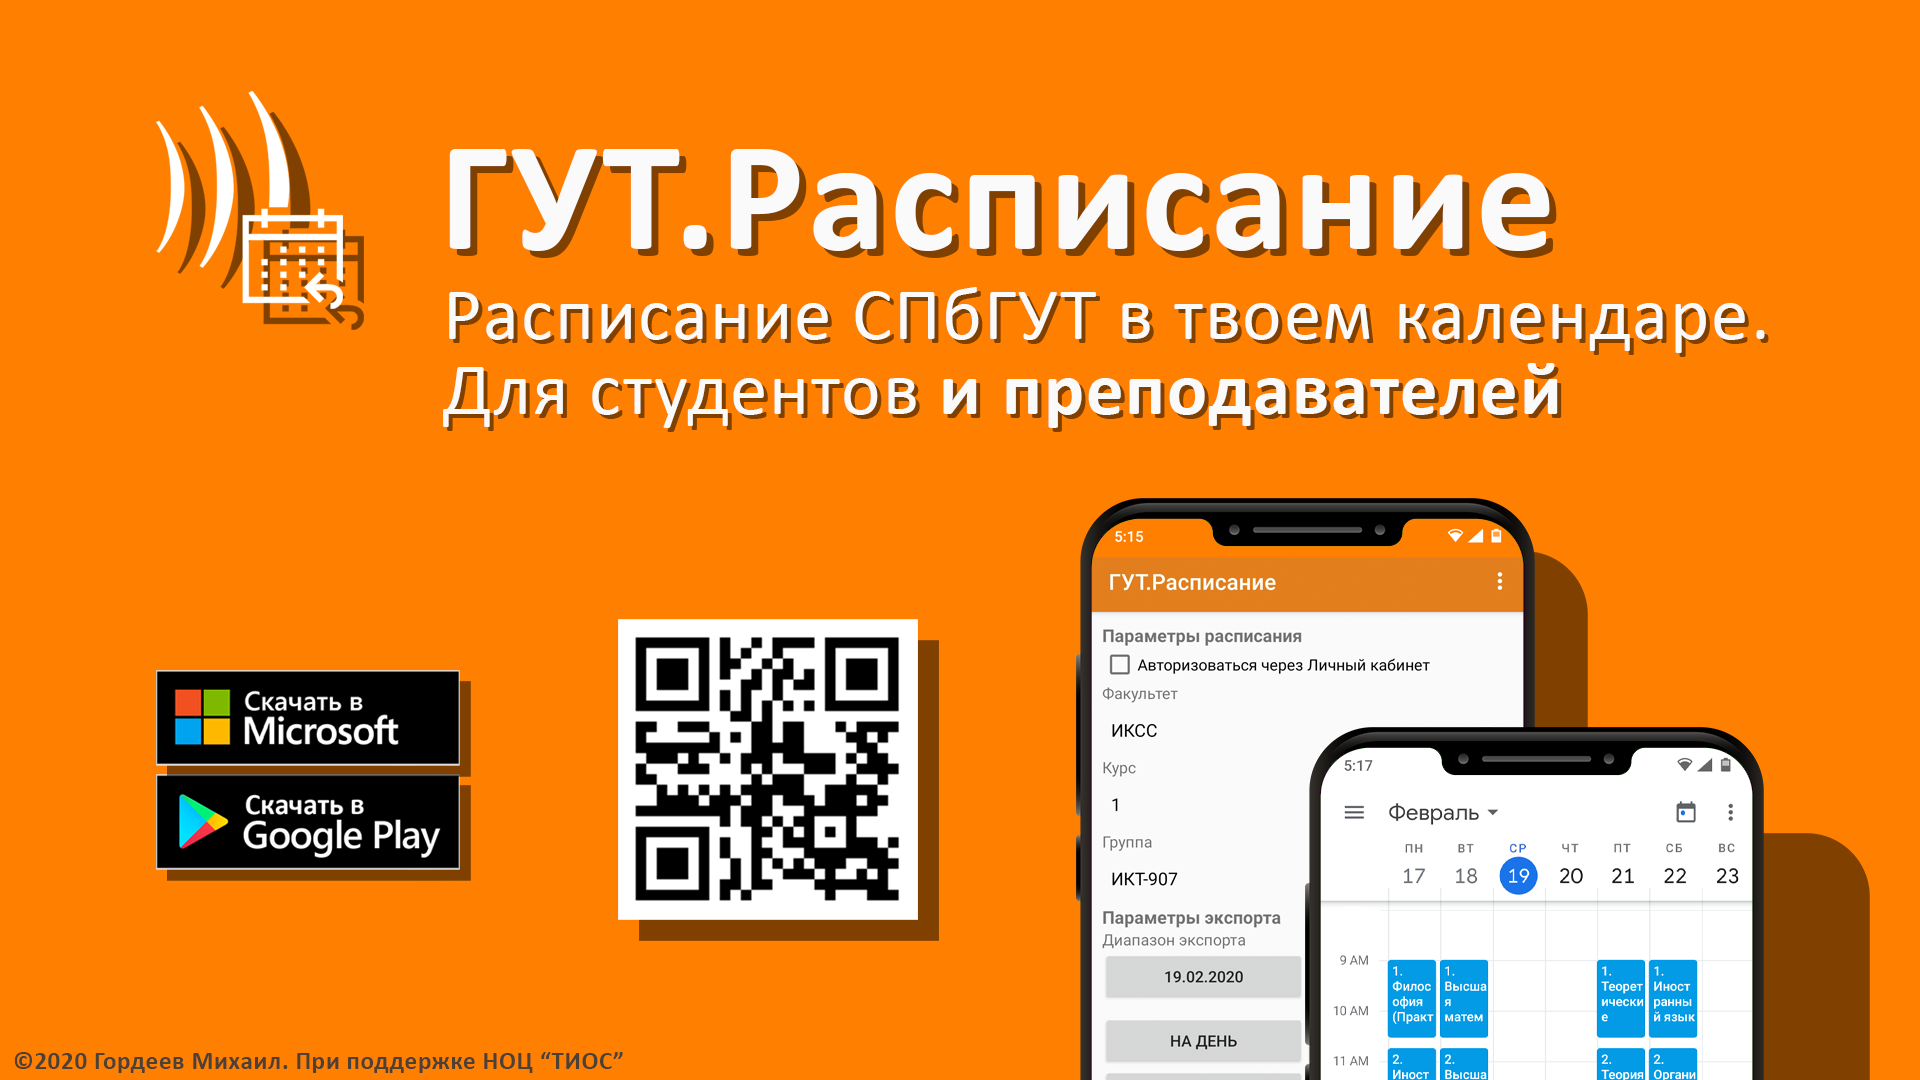 ГУТ.Расписание
Расписание СПбГУТ в твоем календаре.
Для студентов и преподавателей
Скачать в
Microsoft
Скачать в
Google Play
5:15
ГУТ.Расписание
Параметры расписания
Авторизоваться через Личный кабинет
Факультет
ИКСС
Курс
1
Группа
ИКТ-907
Параметры экспорта
Диапазон экспорта
19.02.2020
НА ДЕНЬ
5:17
Февраль
ПН ВТ СР ЧТ ПТ СБ ВС
17 18 19 20 21 22 23
9 AM
10 AM
11 AM
1.
Филос
офия
(Практ
1.
Высша
я
матем
1.
Теорет
ически
е
1.
Иност
ранны
й язык
2.
Иност
2.
Высша
2.
Теория
2.
Органи
©2020 Гордеев Михаил. При поддержке НОЦ “ТИОС”